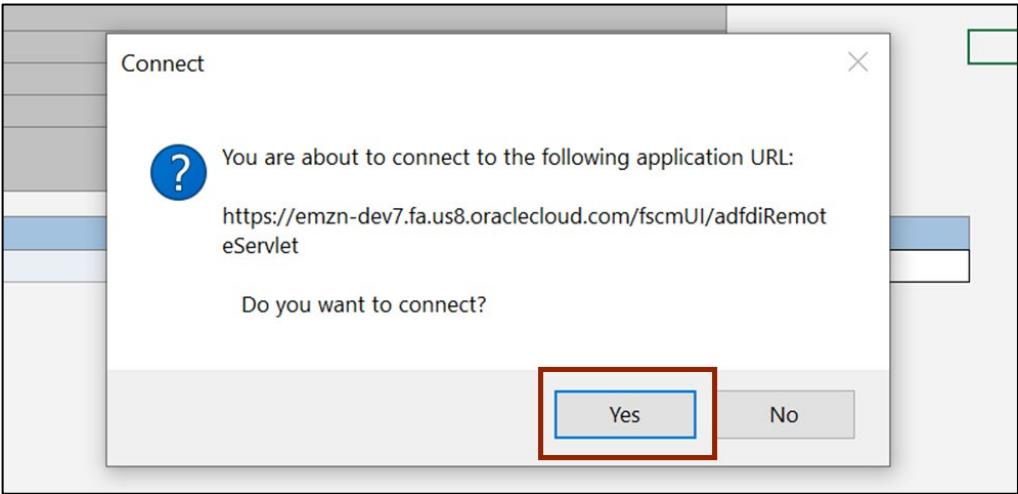 Connect
You are about to connect to the following application URL:
https://emzn-dev7.fa.us8.oraclecloud.com/fscmUI/adfdiRemot
eServlet
Do you want to connect?
Yes
No